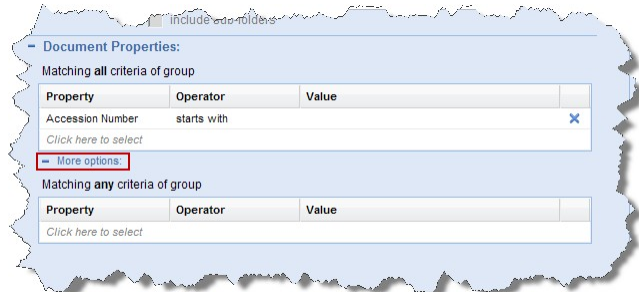 include sub-folders
Document Properties:
Matching all criteria of group
Property Operator Value
Accession Number starts with
Click here to select
More options:
Matching any criteria of group
Property Operator Value
Click here to select